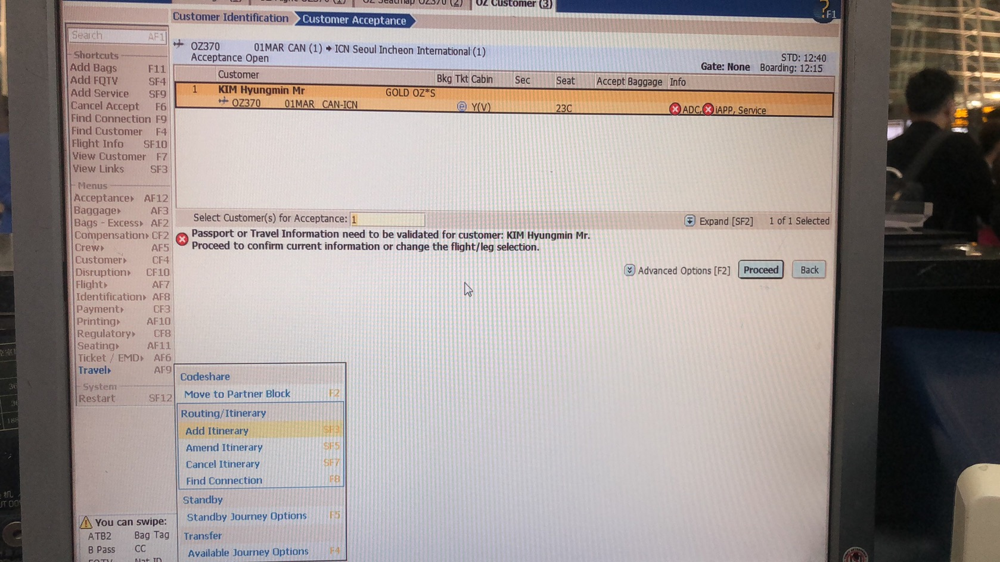 OZ Seatmap OZ370 (2)
OZ Customer (3)
F1
Customer Identification
Customer Acceptance
Search AF1
OZ370 01MAR CAN (1) → ICN Seoul Incheon International (1)
Acceptance Open
STD: 12:40
Gate: None Boarding: 12:15
Customer Bkg Tkt Cabin Sec Seat Accept Baggage Info
1 KIM Hyungmin Mr GOLD OZ*S
OZ370 01MAR CAN-ICN e Y(V) 23C ADC, iAPP, Service
Shortcuts
Add Bags F11
Add FQTV SF4
Add Service SF9
Cancel Accept F6
Find Connection F9
Find Customer F4
Flight Info SF10
View Customer F7
View Links SF3
Menus
Acceptance AF12
Baggage AF3
Bags - Excess AF2
Compensation CF2
Crew AF5
Customer CF4
Disruption CF10
Flight AF7
Identification AF8
Payment CF3
Printing AF10
Regulatory CF8
Seating AF11
Ticket / EMD AF6
Travel AF9
System
Restart SF12
Select Customer(s) for Acceptance: 1
Expand [SF2] 1 of 1 Selected
Passport or Travel Information need to be validated for customer: KIM Hyungmin Mr.
Proceed to confirm current information or change the flight/leg selection.
Advanced Options [F2] Proceed Back
Codeshare
Move to Partner Block F2
Routing/Itinerary
Add Itinerary SF3
Amend Itinerary SF5
Cancel Itinerary SF7
Find Connection F8
Standby
Standby Journey Options F5
Transfer
Available Journey Options F4
You can swipe:
ATB2 Bag Tag
B Pass CC
FQTV Nat ID